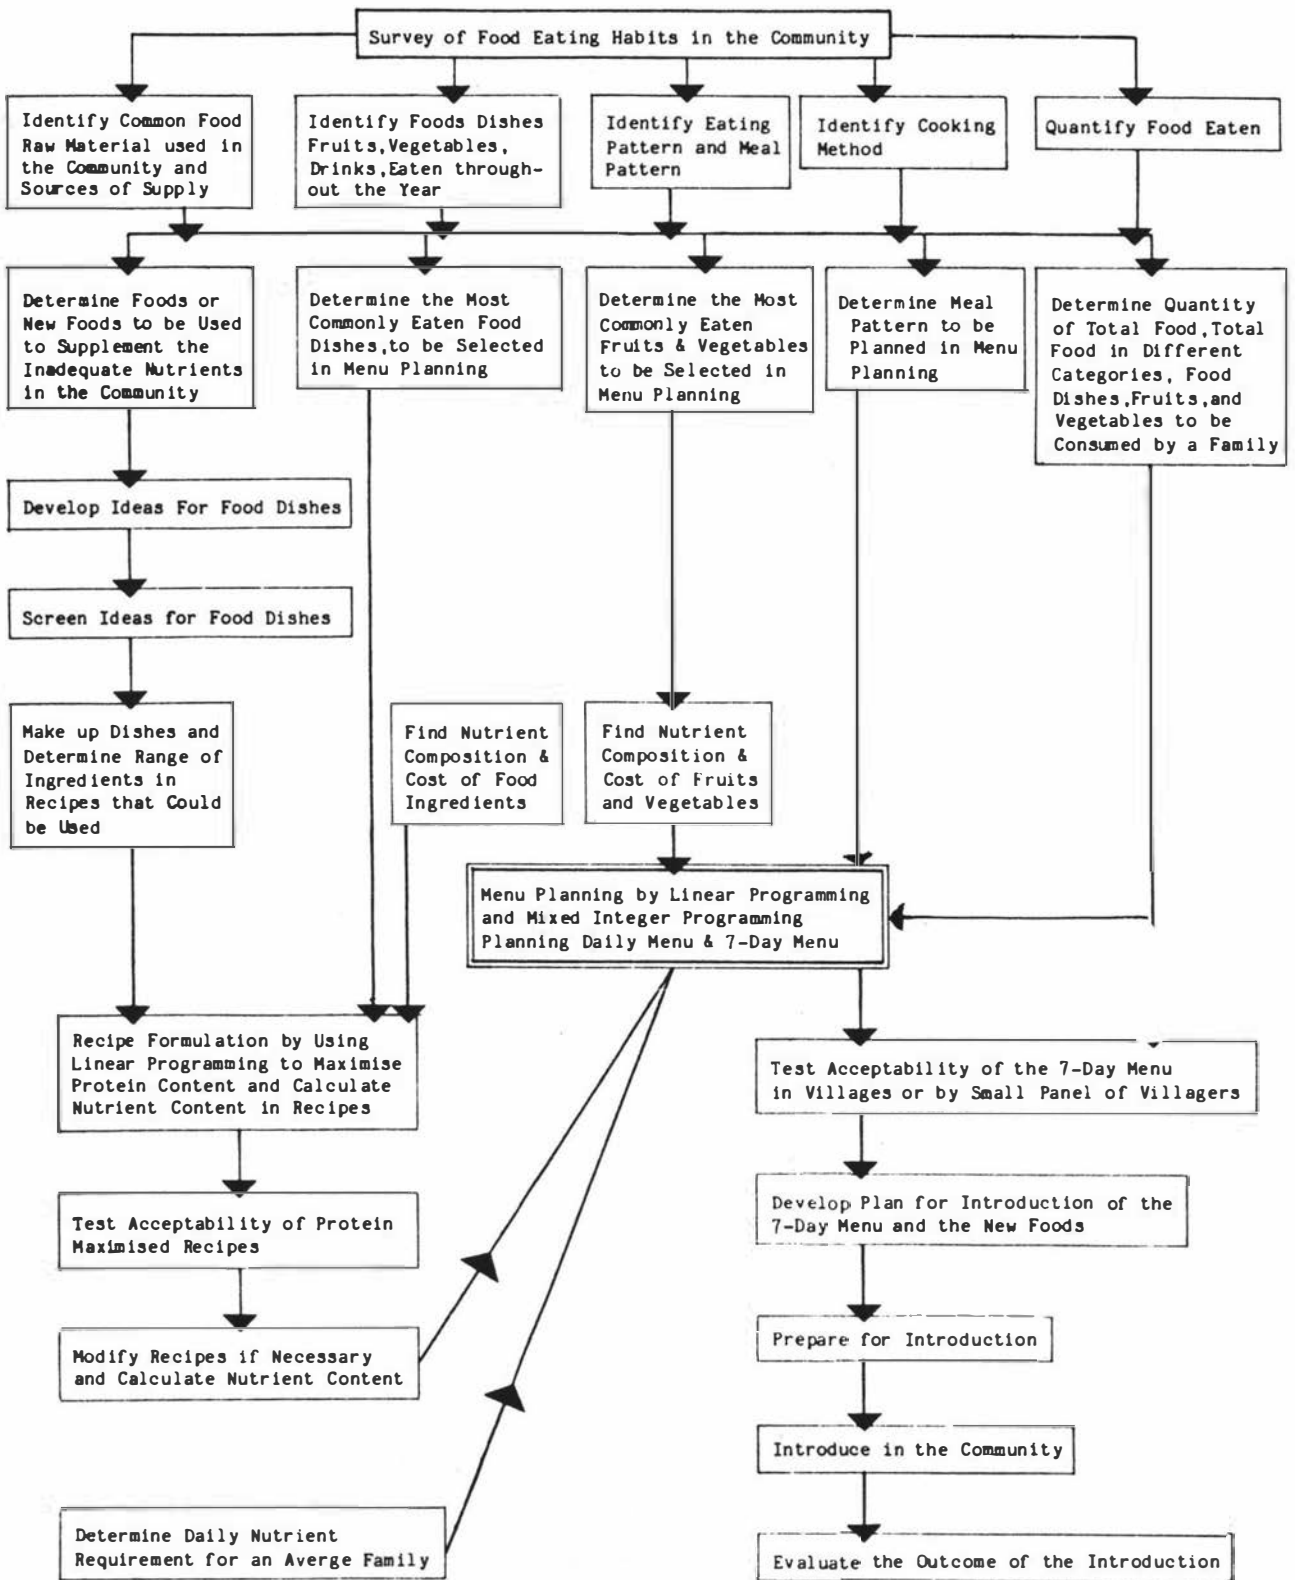 Survey of Food Eating Habits in the Community
Identify Common Food
Raw Material used in
the Community and
Sources of Supply
Identify Foods Dishes
Fruits,Vegetables,
Drinks,Eaten through-
out the Year
Identify Eating
Pattern and Meal
Pattern
Identify Cooking
Method
Quantify Food Eaten
Determine Foods or
New Foods to be Used
to Supplement the
Inadequate Nutrients
in the Community
Determine the Most
Commonly Eaten Food
Dishes,to be Selected
in Menu Planning
Determine the Most
Commonly Eaten
Fruits & Vegetables
to be Selected in
Menu Planning
Determine Meal
Pattern to be
Planned in Menu
Planning
Determine Quantity
of Total Food,Total
Food in Different
Categories, Food
Dishes,Fruits,and
Vegetables to be
Consumed by a Family
Develop Ideas For Food Dishes
Screen Ideas for Food Dishes
Make up Dishes and
Determine Range of
Ingredients in
Recipes that Could
be Used
Find Nutrient
Composition &
Cost of Food
Ingredients
Find Nutrient
Composition &
Cost of Fruits
and Vegetables
Menu Planning by Linear Programming
and Mixed Integer Programming
Planning Daily Menu & 7-Day Menu
Recipe Formulation by Using
Linear Programming to Maximise
Protein Content and Calculate
Nutrient Content in Recipes
Test Acceptability of the 7-Day Menu
in Villages or by Small Panel of Villagers
Test Acceptability of Protein
Maximised Recipes
Develop Plan for Introduction of the
7-Day Menu and the New Foods
Modify Recipes if Necessary
and Calculate Nutrient Content
Prepare for Introduction
Introduce in the Community
Determine Daily Nutrient
Requirement for an Averge Family
Evaluate the Outcome of the Introduction